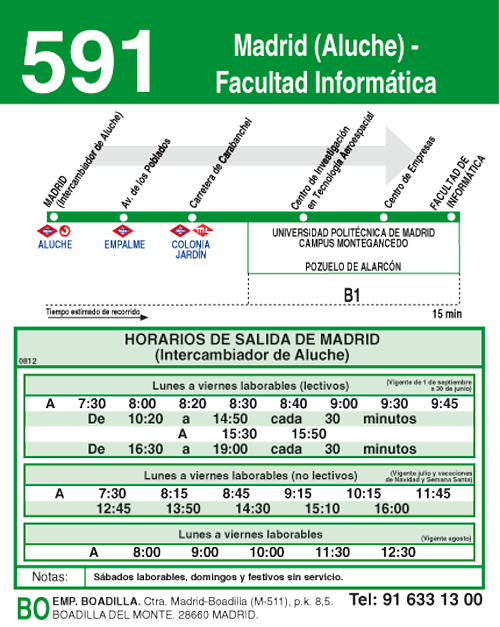 591
Madrid (Aluche) -
Facultad Informática
MADRID
(Intercambiador de Aluche)
Av. de los Poblados
Carretera de Carabanchel
Centro de Investigación
en Tecnología Aeroespacial
Centro de Empresas
FACULTAD DE
INFORMÁTICA
ALUCHE
EMPALME
COLONIA
JARDÍN
UNIVERSIDAD POLITÉCNICA DE MADRID
CAMPUS MONTEGANCEDO
POZUELO DE ALARCÓN
B1
Tiempo estimado de recorrido
15 min
HORARIOS DE SALIDA DE MADRID
(Intercambiador de Aluche)
0812
Lunes a viernes laborables (lectivos)
(Vigente de 1 de septiembre
a 30 de junio)
A 7:30 8:00 8:20 8:30 8:40 9:00 9:30 9:45
De 10:20 a 14:50 cada 30 minutos
A 15:30 15:50
De 16:30 a 19:00 cada 30 minutos
Lunes a viernes laborables (no lectivos)
(Vigente julio y vacaciones
de Navidad y Semana Santa)
A 7:30 8:15 8:45 9:15 10:15 11:45
12:45 13:50 14:30 15:10 16:00
Lunes a viernes laborables
(Vigente agosto)
A 8:00 9:00 10:00 11:30 12:30
Notas:
Sábados laborables, domingos y festivos sin servicio.
BO
EMP. BOADILLA. Ctra. Madrid-Boadilla (M-511), p.k. 8,5.
BOADILLA DEL MONTE. 28660 MADRID.
Tel: 91 633 13 00